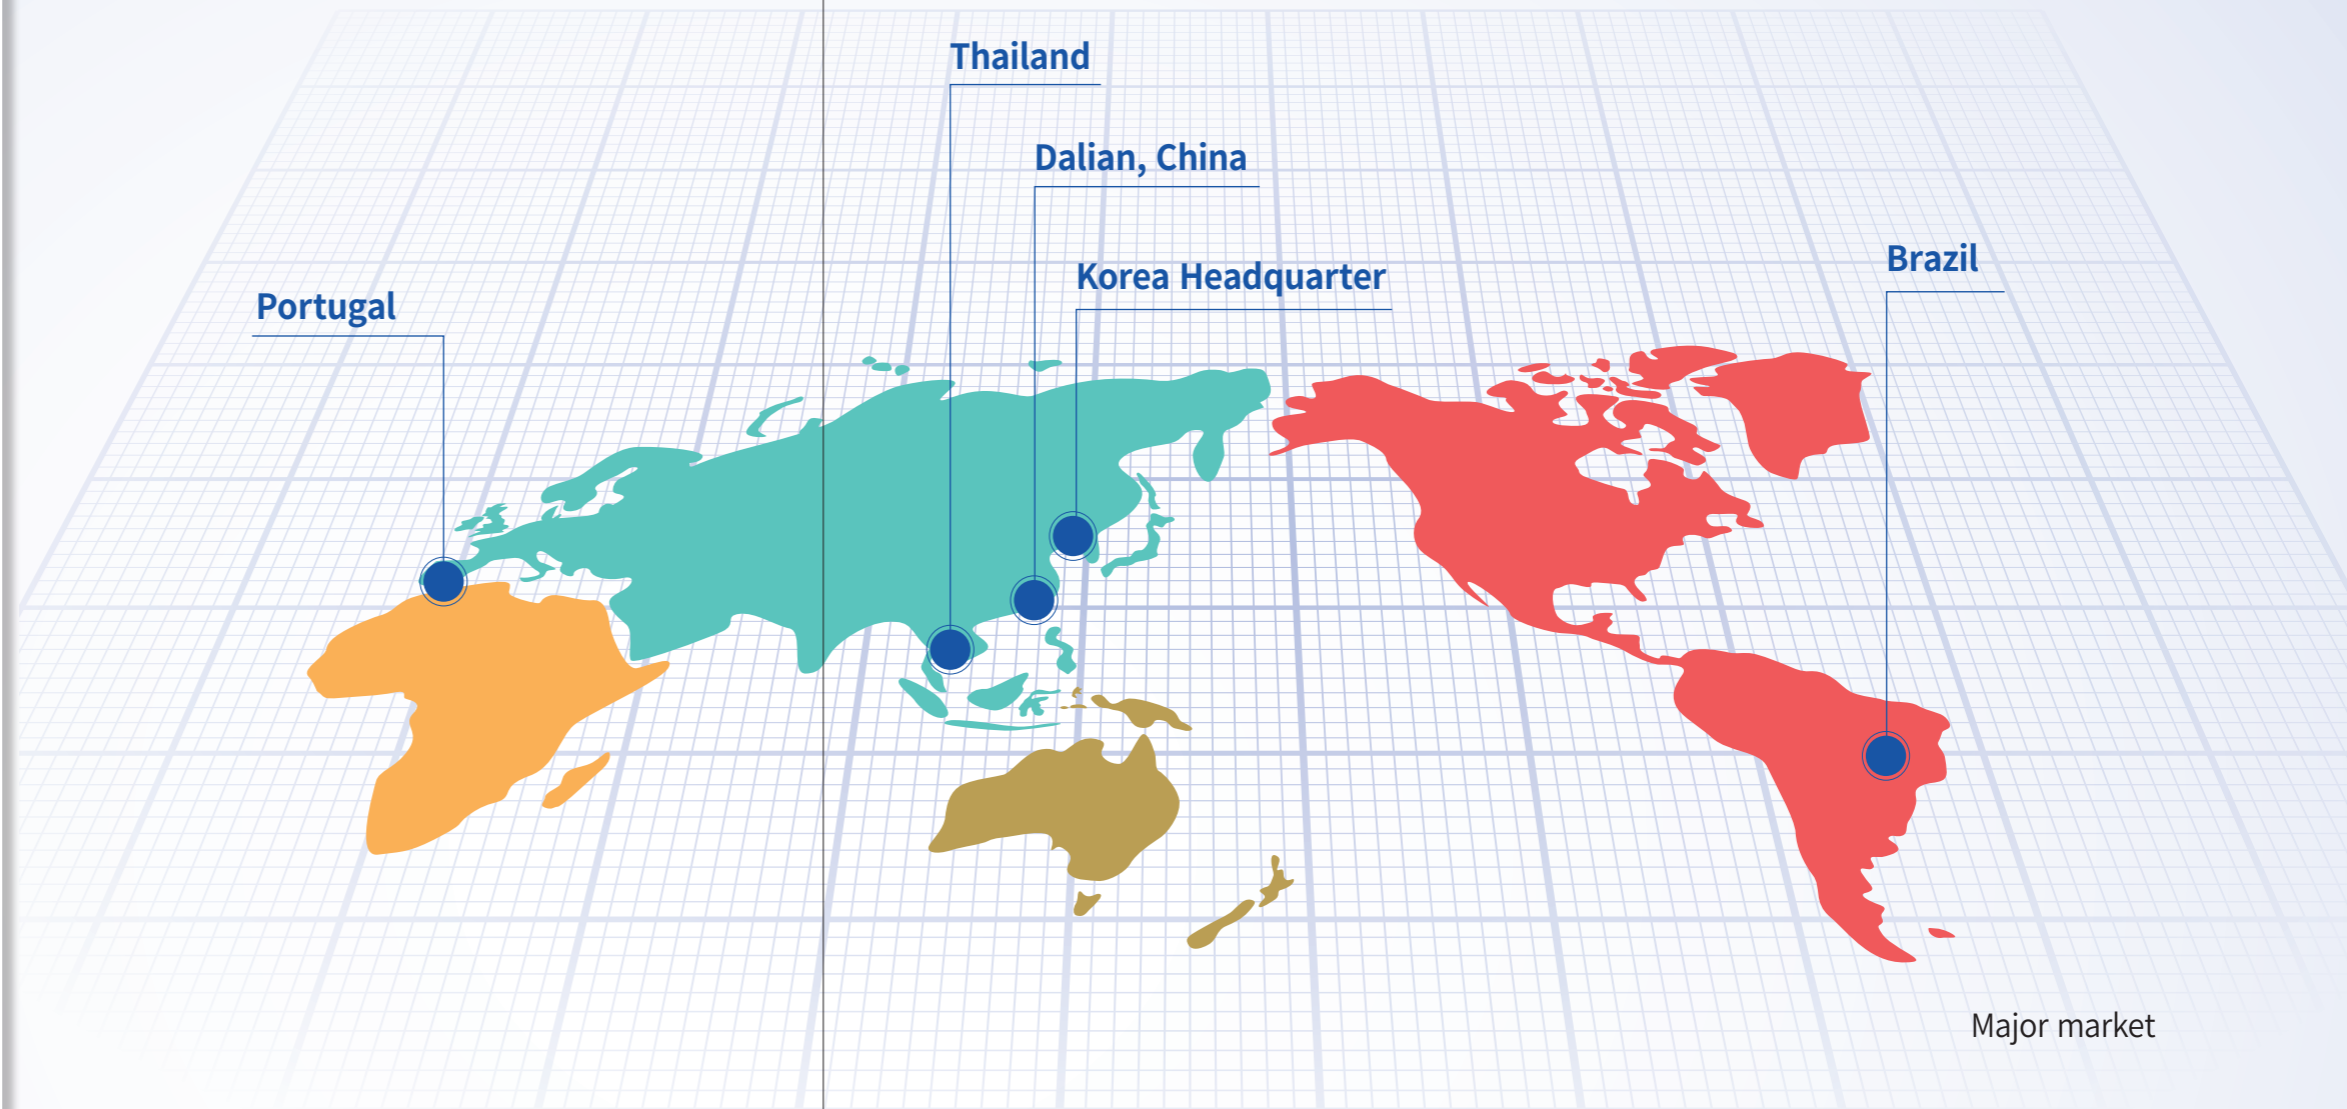 Thailand
Dalian, China
Korea Headquarter
Brazil
Portugal
Major market